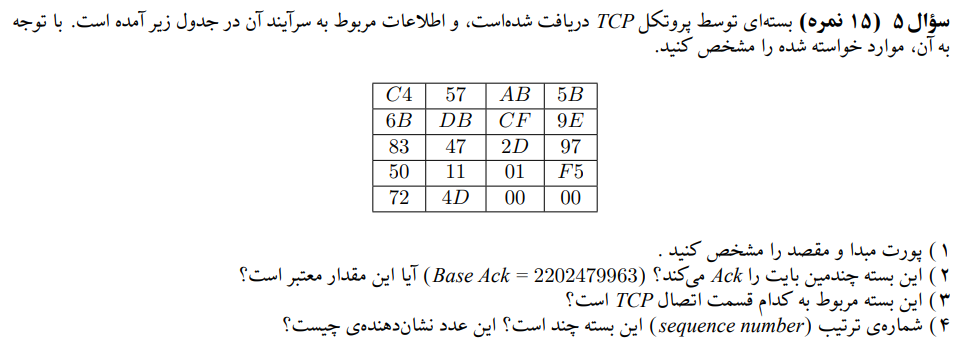 سؤال ۵ (۱۵ نمره) بسته‌ای توسط پروتکل TCP دریافت شده‌است، و اطلاعات مربوط به سرآیند آن در جدول زیر آمده است. با توجه
به آن، موارد خواسته شده را مشخص کنید.
C4 57 AB 5B
6B DB CF 9E
83 47 2D 97
50 11 01 F5
72 4D 00 00
۱) پورت مبدا و مقصد را مشخص کنید .
۲) این بسته چندمین بایت را Ack می‌کند؟ (Base Ack = 2202479963) آیا این مقدار معتبر است؟
۳) این بسته مربوط به کدام قسمت اتصال TCP است؟
۴) شماره‌ی ترتیب (sequence number) این بسته چند است؟ این عدد نشان‌دهنده‌ی چیست؟